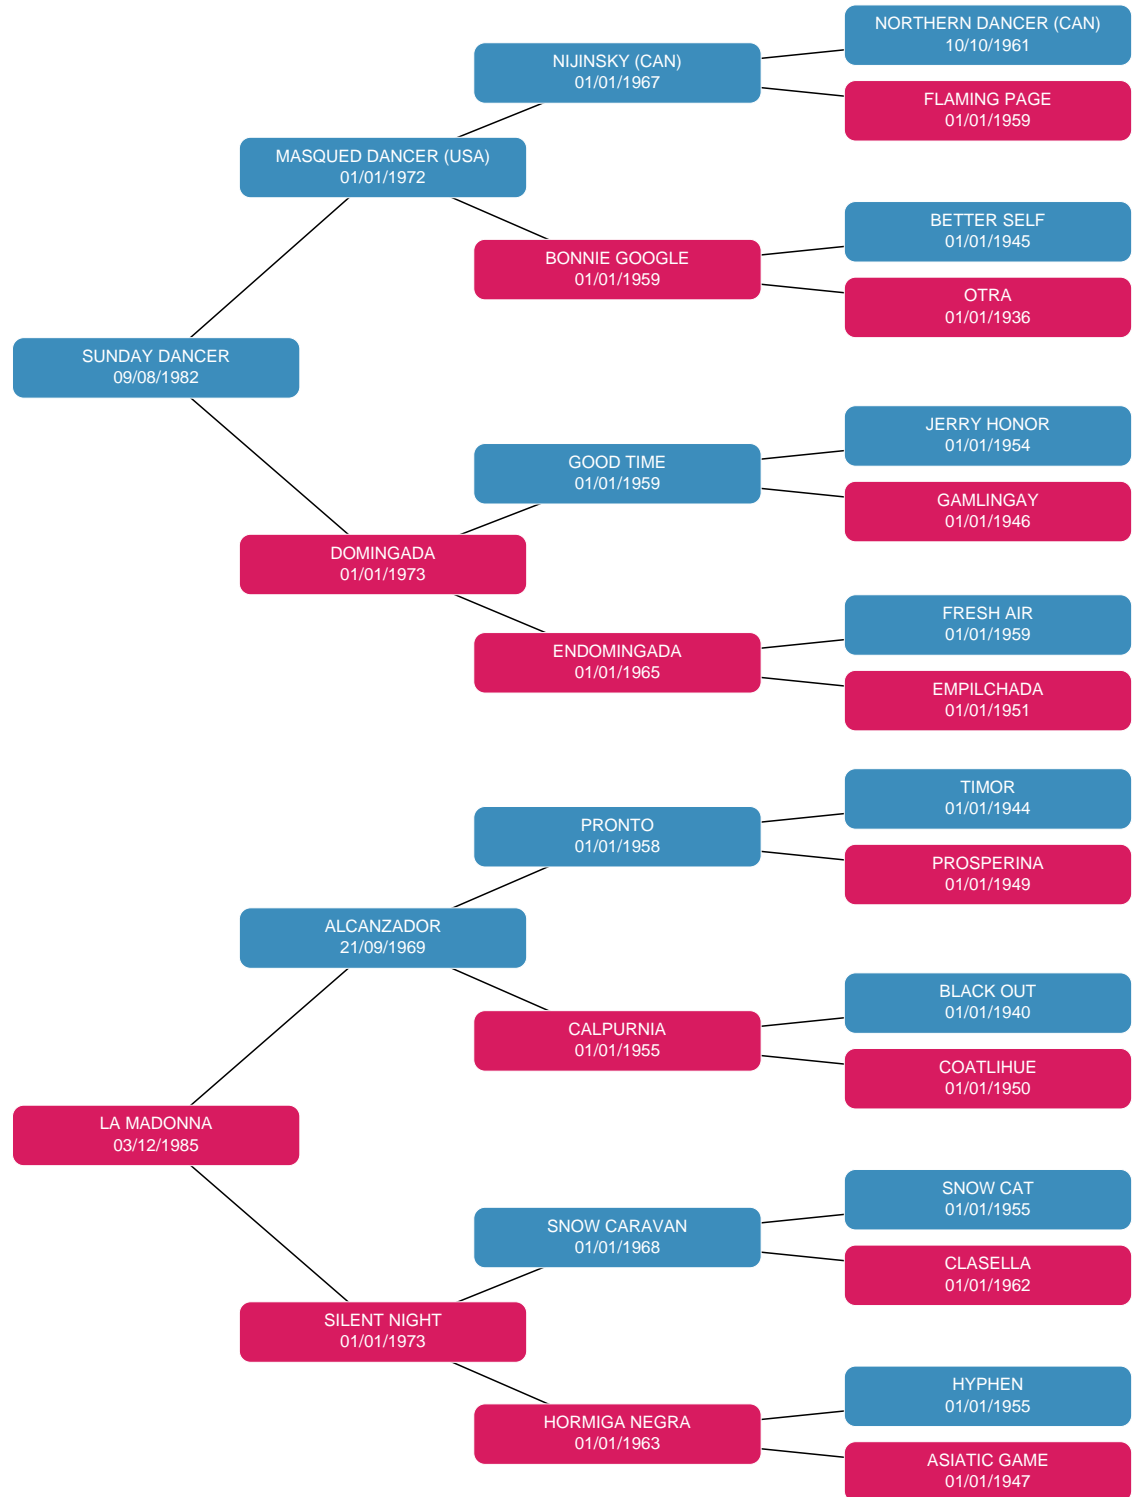 NORTHERN DANCER (CAN)
10/10/1961
NIJINSKY (CAN)
01/01/1967
FLAMING PAGE
01/01/1959
MASQUED DANCER (USA)
01/01/1972
BETTER SELF
01/01/1945
BONNIE GOOGLE
01/01/1959
OTRA
01/01/1936
SUNDAY DANCER
09/08/1982
JERRY HONOR
01/01/1954
GOOD TIME
01/01/1959
GAMLINGAY
01/01/1946
DOMINGADA
01/01/1973
FRESH AIR
01/01/1959
ENDOMINGADA
01/01/1965
EMPILCHADA
01/01/1951
TIMOR
01/01/1944
PRONTO
01/01/1958
PROSPERINA
01/01/1949
ALCANZADOR
21/09/1969
BLACK OUT
01/01/1940
CALPURNIA
01/01/1955
COATLIHUE
01/01/1950
LA MADONNA
03/12/1985
SNOW CAT
01/01/1955
SNOW CARAVAN
01/01/1968
CLASELLA
01/01/1962
SILENT NIGHT
01/01/1973
HYPHEN
01/01/1955
HORMIGA NEGRA
01/01/1963
ASIATIC GAME
01/01/1947